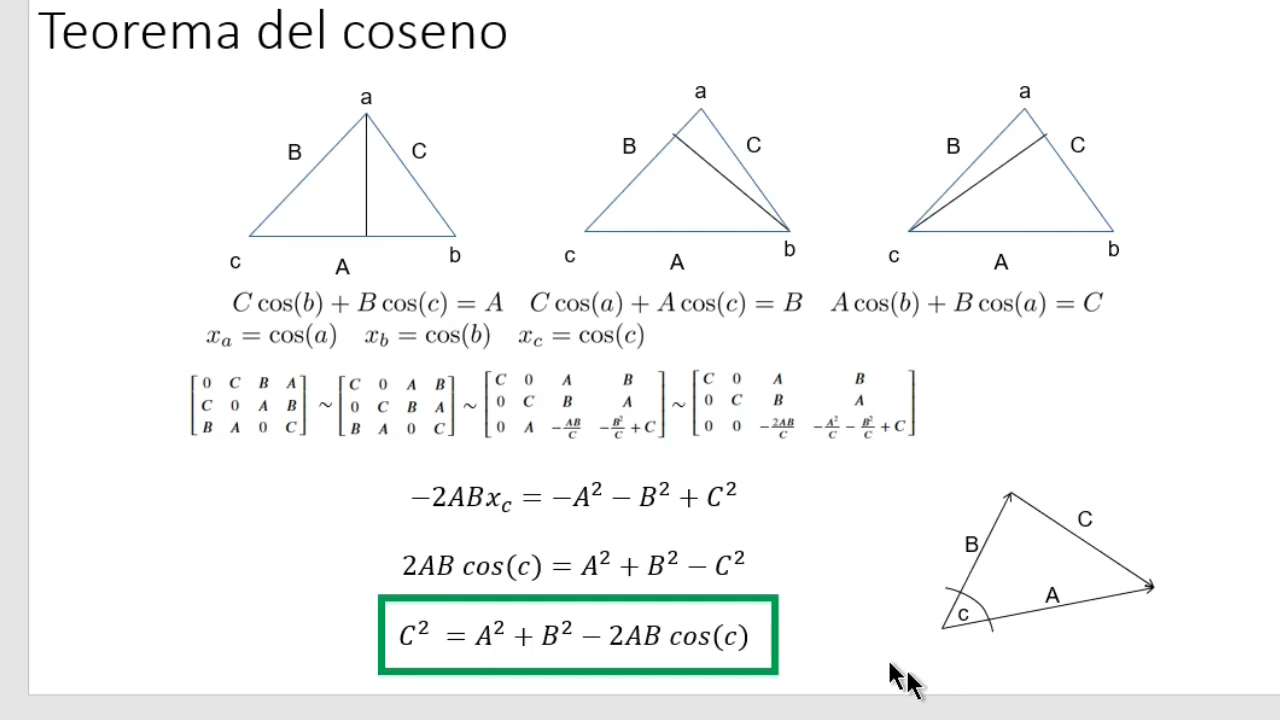 Teorema del coseno
a a a
B C B C B C
c A b c A b c A b
C cos(b) + B cos(c) = A C cos(a) + A cos(c) = B A cos(b) + B cos(a) = C
xₐ = cos(a) x_b = cos(b) x_c = cos(c)
[0 C B A; C 0 A B; B A 0 C] ~ [C 0 A B; 0 C B A; B A 0 C] ~ [C 0 A B; 0 C B A; 0 A −AB/C −B²/C + C] ~ [C 0 A B; 0 C B A; 0 0 −2AB/C −A²/C − B²/C + C]
−2ABx_c = −A² − B² + C²
2AB cos(c) = A² + B² − C²
C² = A² + B² − 2AB cos(c)
C
B
A
c